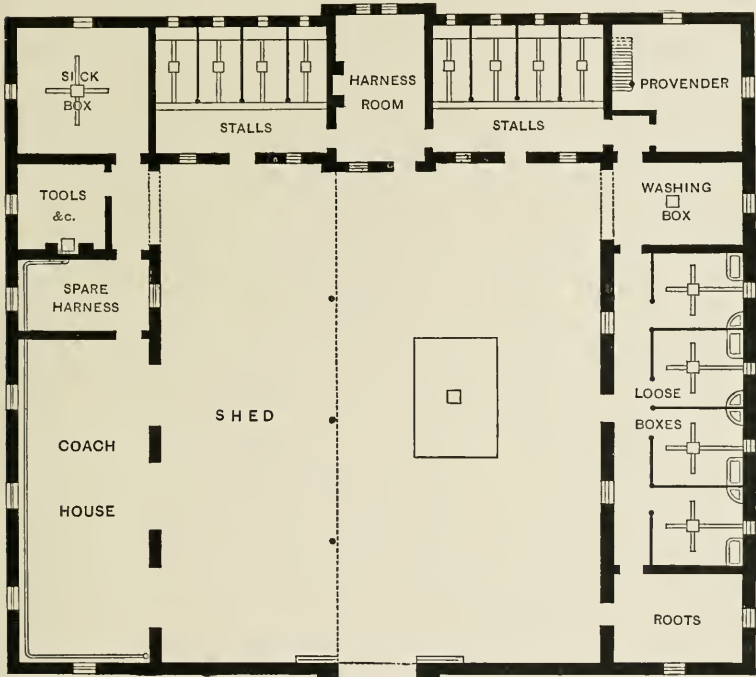 SICK
BOX
STALLS
HARNESS
ROOM
STALLS
PROVENDER
TOOLS
&c.
WASHING
BOX
SPARE
HARNESS
SHED
LOOSE
BOXES
COACH
HOUSE
ROOTS